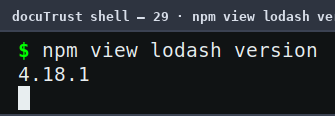 docuTrust shell — 29 · npm view lodash ve
$ npm view lodash version
4.18.1